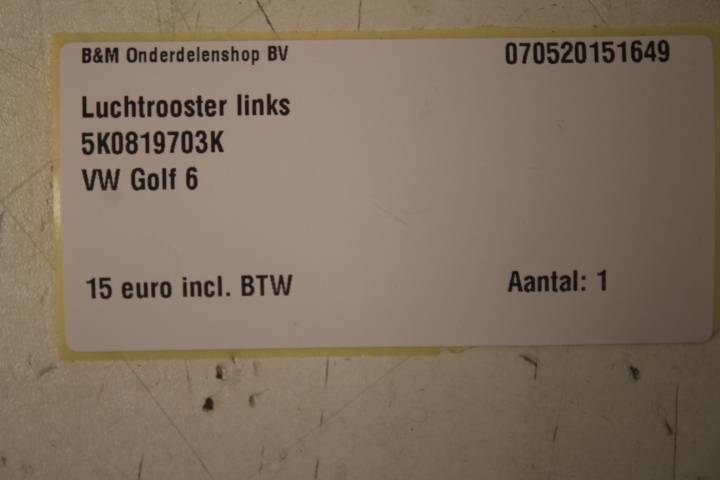 B&M Onderdelenshop BV 070520151649
Luchtrooster links
5K0819703K
VW Golf 6
15 euro incl. BTW Aantal: 1